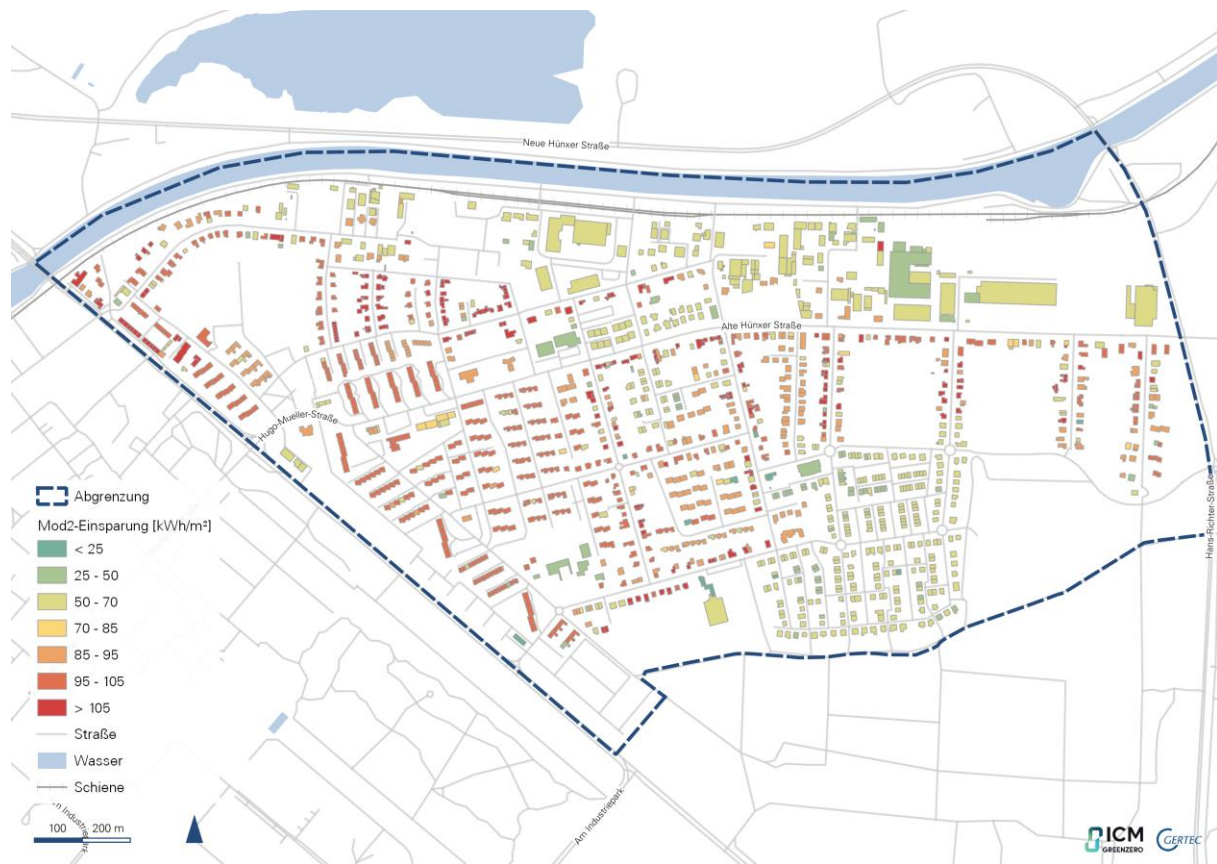 Neue Hünxer Straße
Alte Hünxer Straße
Hugo-Mueller-Straße
Hans-Richter-Straße
Abgrenzung
Mod2-Einsparung [kWh/m²]
< 25
25 - 50
50 - 70
70 - 85
85 - 95
95 - 105
> 105
Straße
Wasser
Schiene
100 200 m
Am Industriepark
ICM
GREENZERO
GERTEC